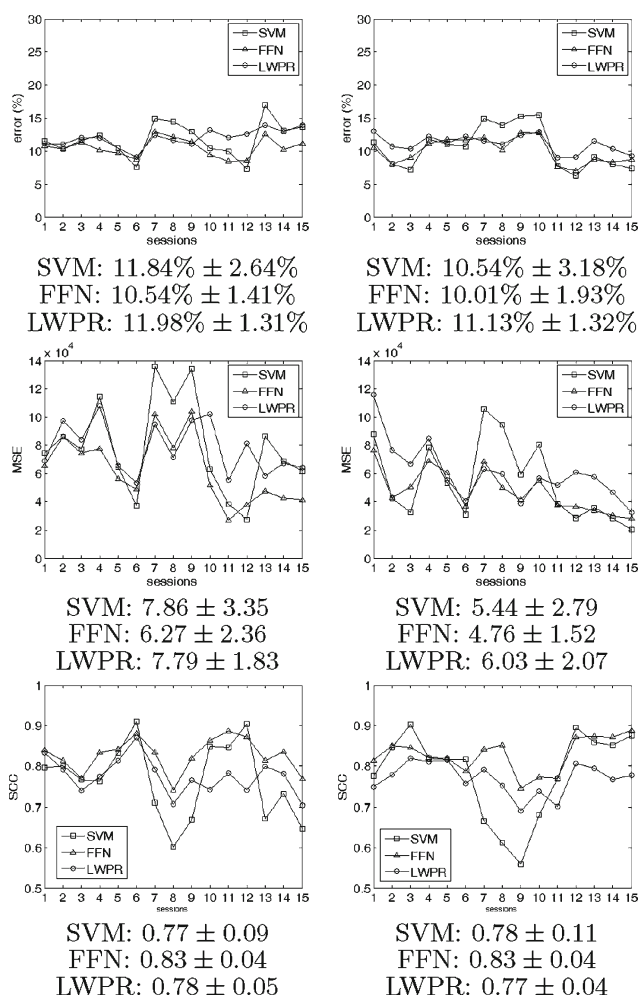 30
25
20
15
10
5
0
error (%)
SVM
FFN
LWPR
1 2 3 4 5 6 7 8 9 10 11 12 13 14 15
sessions
SVM: 11.84% ± 2.64%
FFN: 10.54% ± 1.41%
LWPR: 11.98% ± 1.31%
30
25
20
15
10
5
0
error (%)
SVM
FFN
LWPR
1 2 3 4 5 6 7 8 9 10 11 12 13 14 15
sessions
SVM: 10.54% ± 3.18%
FFN: 10.01% ± 1.93%
LWPR: 11.13% ± 1.32%
x 10⁴
14
12
10
8
6
4
2
0
MSE
SVM
FFN
LWPR
1 2 3 4 5 6 7 8 9 10 11 12 13 14 15
sessions
SVM: 7.86 ± 3.35
FFN: 6.27 ± 2.36
LWPR: 7.79 ± 1.83
x 10⁴
14
12
10
8
6
4
2
0
MSE
SVM
FFN
LWPR
1 2 3 4 5 6 7 8 9 10 11 12 13 14 15
sessions
SVM: 5.44 ± 2.79
FFN: 4.76 ± 1.52
LWPR: 6.03 ± 2.07
1
0.9
0.8
0.7
0.6
0.5
SCC
SVM
FFN
LWPR
1 2 3 4 5 6 7 8 9 10 11 12 13 14 15
sessions
SVM: 0.77 ± 0.09
FFN: 0.83 ± 0.04
LWPR: 0.78 ± 0.05
1
0.9
0.8
0.7
0.6
0.5
SCC
SVM
FFN
LWPR
1 2 3 4 5 6 7 8 9 10 11 12 13 14 15
sessions
SVM: 0.78 ± 0.11
FFN: 0.83 ± 0.04
LWPR: 0.77 ± 0.04